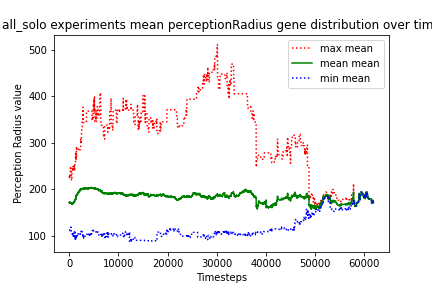 all_solo experiments mean perceptionRadius gene distribution over tim
max mean
mean mean
min mean
Perception Radius value
500
400
300
200
100
0
10000
20000
30000
40000
50000
60000
Timesteps